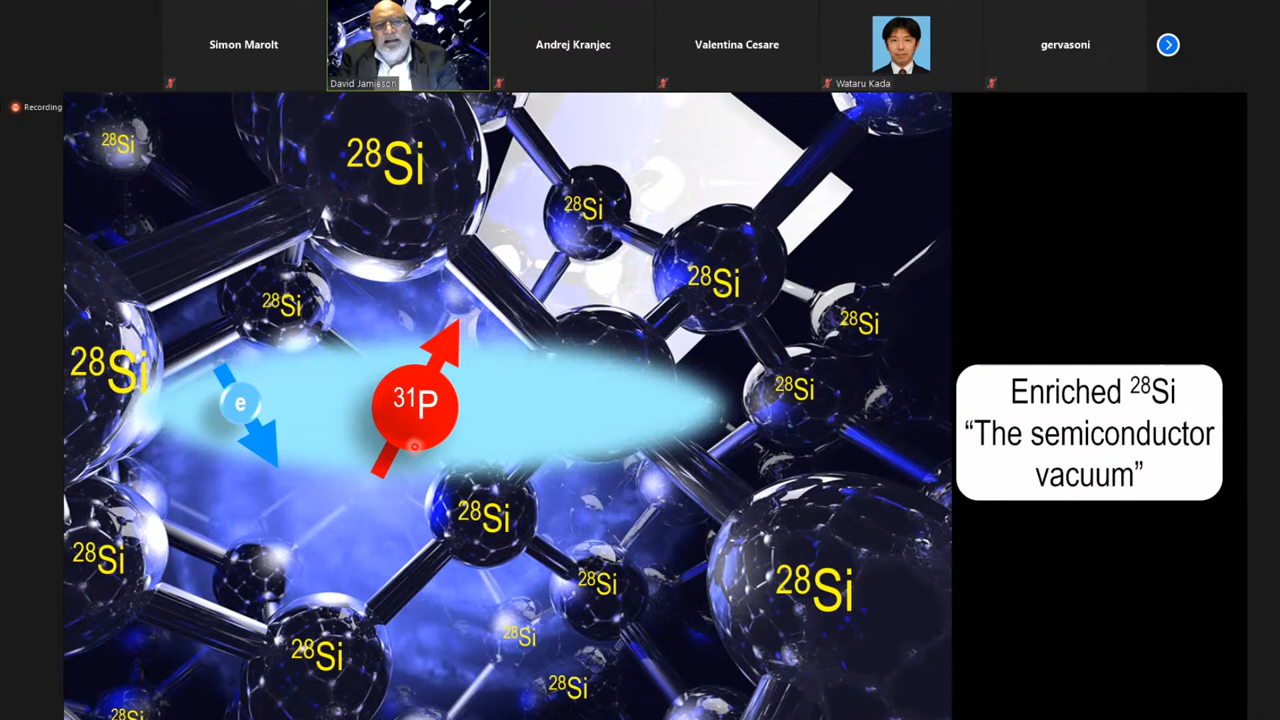 Simon Marolt
David Jamieson
Andrej Kranjec
Valentina Cesare
Wataru Kada
gervasoni
Recording
²⁸Si
²⁸Si
²⁸Si
²⁸Si
²⁸Si
²⁸Si
²⁸Si
²⁸Si
e
³¹P
²⁸Si
²⁸Si
²⁸Si
²⁸Si
²⁸Si
²⁸Si
²⁸Si
²⁸Si
Enriched ²⁸Si
“The semiconductor
vacuum”